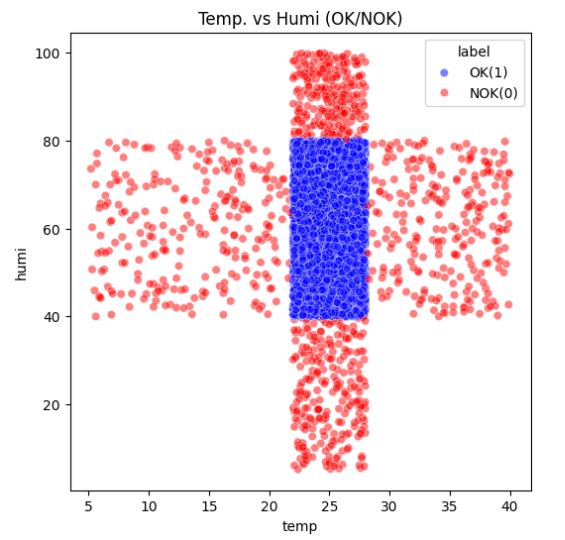 Temp. vs Humi (OK/NOK)
label
OK(1)
NOK(0)
humi
100
80
60
40
20
5 10 15 20 25 30 35 40
temp